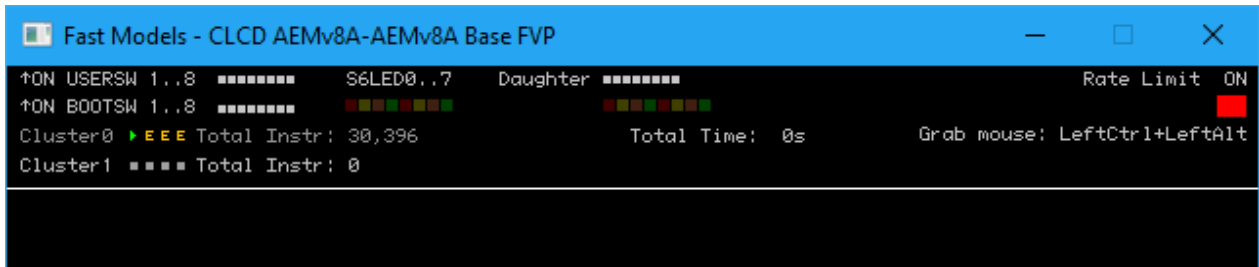 Fast Models - CLCD AEMv8A-AEMv8A Base FVP
↑ON USERSW 1..8 S6LED0..7 Daughter Rate Limit ON
↑ON BOOTSW 1..8
Cluster0 E E E Total Instr: 30,396 Total Time: 0s Grab mouse: LeftCtrl+LeftAlt
Cluster1 Total Instr: 0